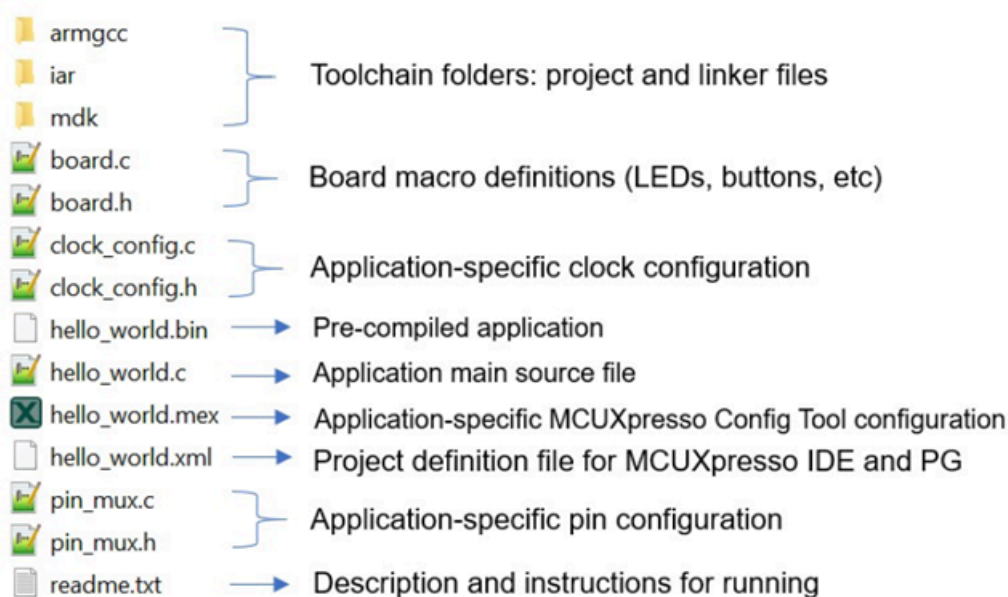 armgcc
iar
mdk
Toolchain folders: project and linker files
board.c
board.h
Board macro definitions (LEDs, buttons, etc)
clock_config.c
clock_config.h
Application-specific clock configuration
hello_world.bin
Pre-compiled application
hello_world.c
Application main source file
hello_world.mex
Application-specific MCUXpresso Config Tool configuration
hello_world.xml
Project definition file for MCUXpresso IDE and PG
pin_mux.c
pin_mux.h
Application-specific pin configuration
readme.txt
Description and instructions for running